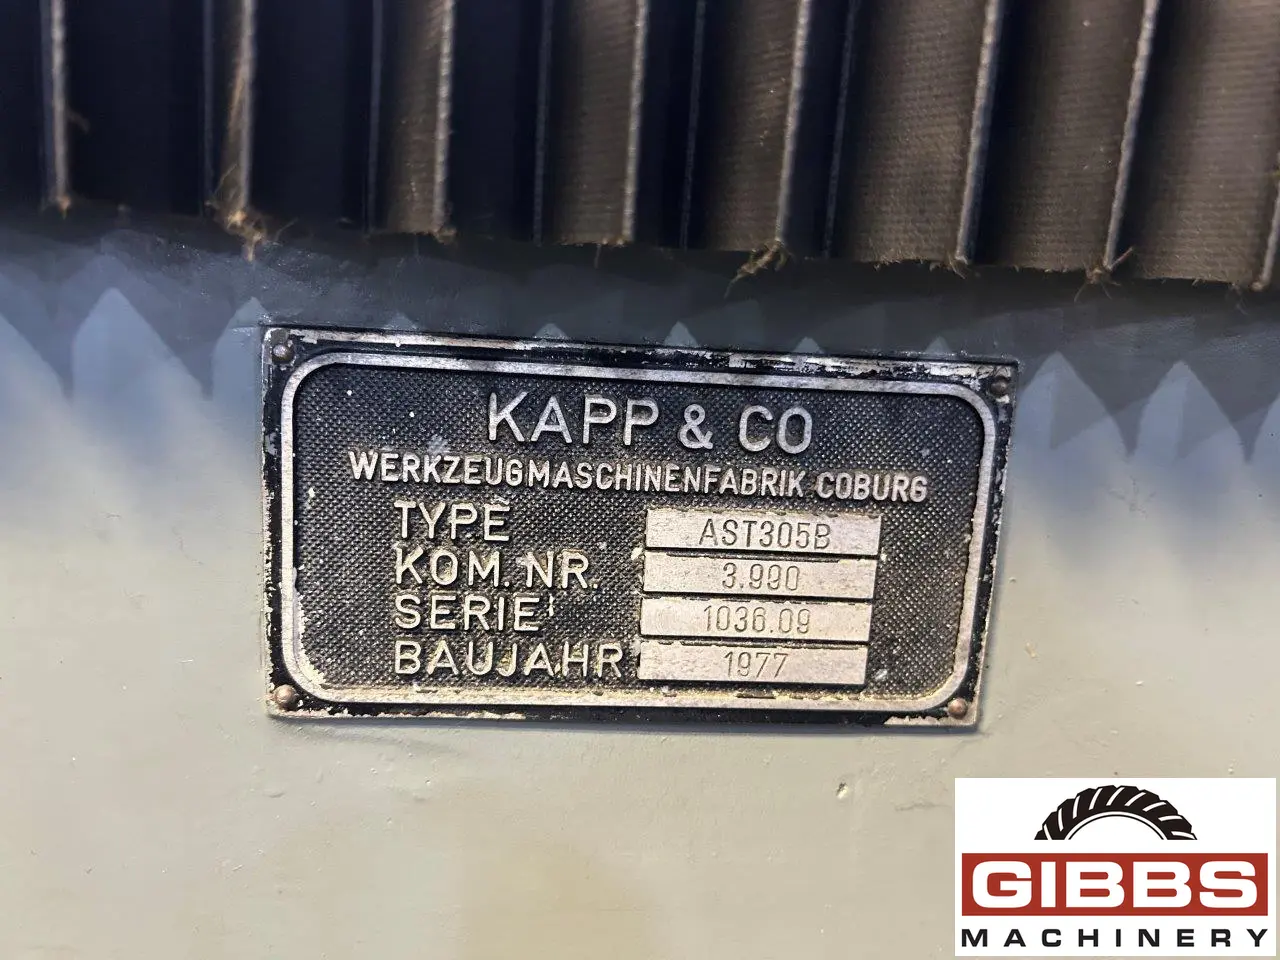 KAPP & CO
WERKZEUGMASCHINENFABRIK COBURG
TYPE AST305B
KOM. NR. 3.990
SERIE 1036.09
BAUJAHR 1977
GIBBS
MACHINERY